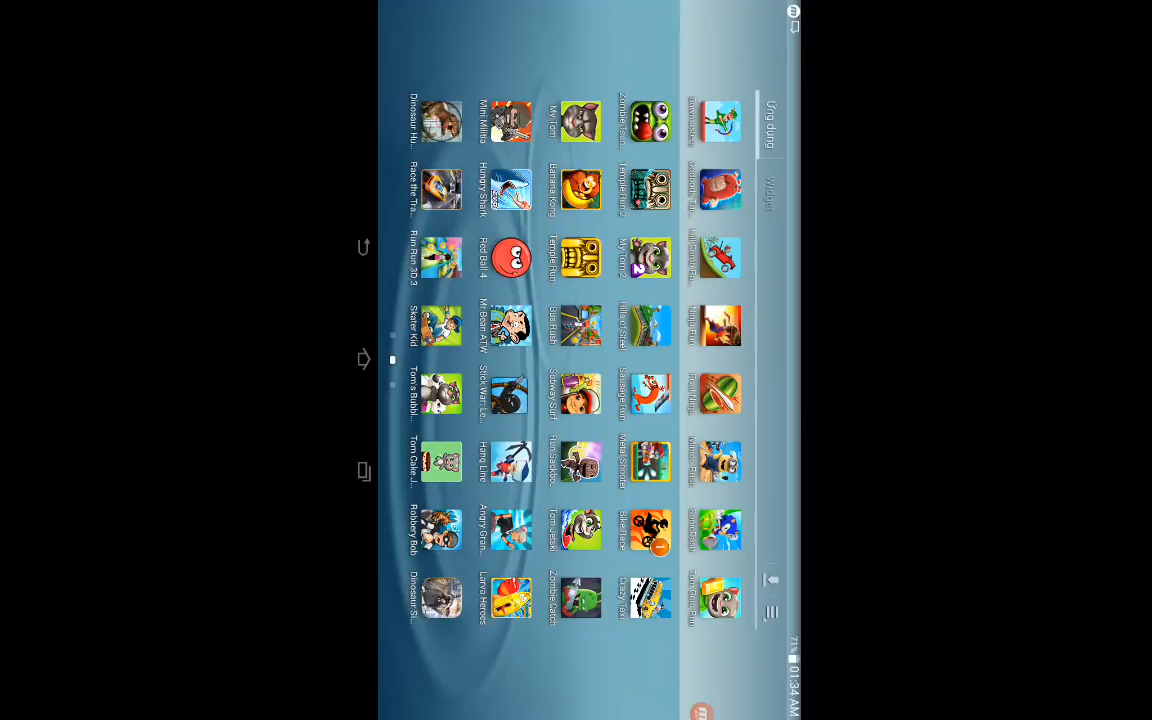 71% 01:34 AM
Ứng dụng Widget
Bowmasters
Hill Climb Ra...
Ninja Run
Fruit Ninja
Minion Rush
SonicDash
Tom Gold Run
Zombie Tsun...
Temple Run 2
My Tom 2
Hills of Steel
Sausage Run
Metal Shooter
Bike Race
1
Crazy Taxi
My Tom
Banana Kong
Temple Run
Bus Rush
Subway Surf
Run Sackbo...
Tom Jetski
Zombie Catch
Mini Militia
Hungry Shark
Red Ball 4
Mr Bean ATW
Stick War: Le...
Hang Line
Angry Gran...
Larva Heroes
Dinosaur Hu...
Race the Tra...
Run Run 3D 3
Skater Kid
Tom's Bubbl...
Tom Cake J...
Robbery Bob
Dinosaur Si...